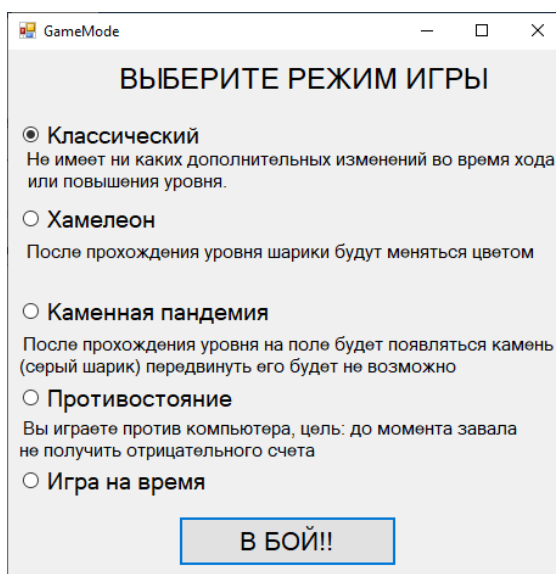 GameMode
ВЫБЕРИТЕ РЕЖИМ ИГРЫ
Классический
Не имеет ни каких дополнительных изменений во время хода
или повышения уровня.
Хамелеон
После прохождения уровня шарики будут меняться цветом
Каменная пандемия
После прохождения уровня на поле будет появляться камень
(серый шарик) передвинуть его будет не возможно
Противостояние
Вы играете против компьютера, цель: до момента завала
не получить отрицательного счета
Игра на время
В БОЙ!!